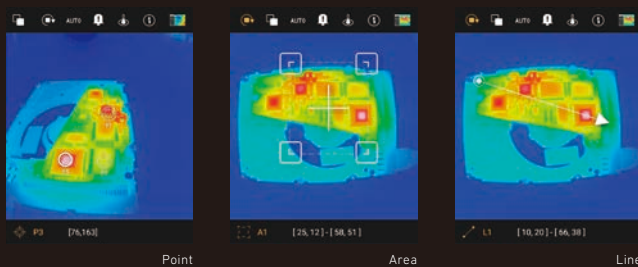 AUTO
AUTO
AUTO
P3 [76,163]
A1 [25,12]-[58,51]
L1 [10,20]-[66,38]
Point
Area
Line